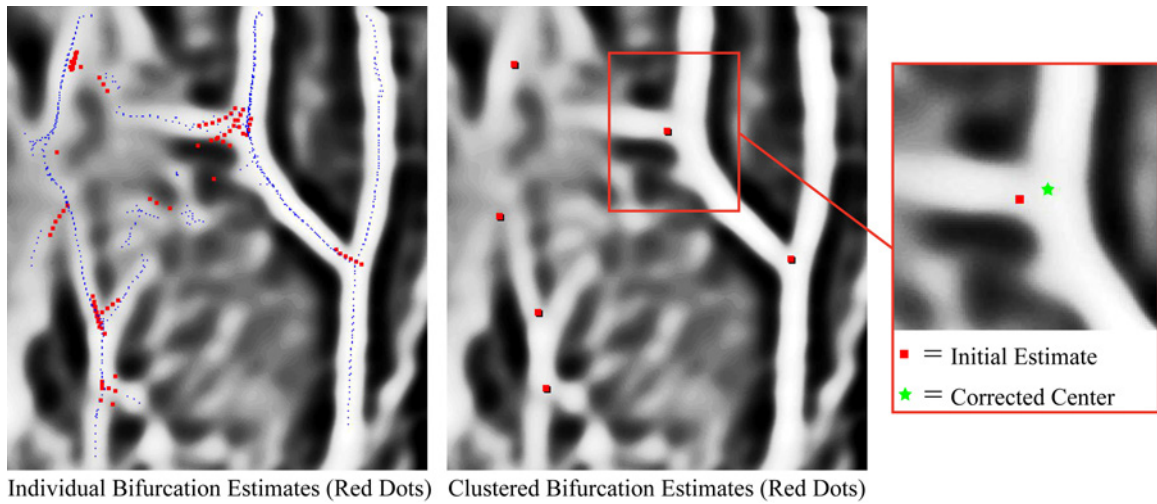 = Initial Estimate
= Corrected Center
Individual Bifurcation Estimates (Red Dots)
Clustered Bifurcation Estimates (Red Dots)